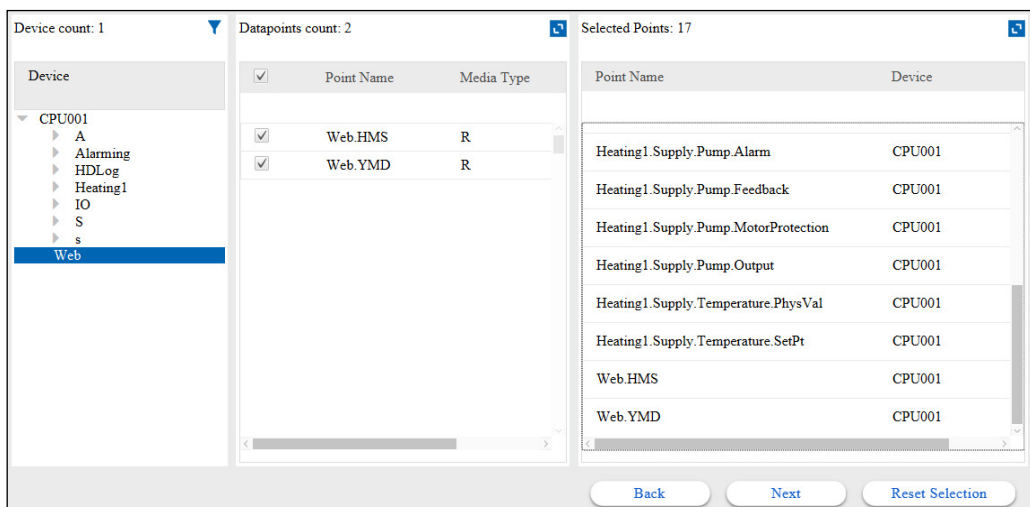 Device count: 1
Datapoints count: 2
Selected Points: 17
Device
Point Name Media Type
Point Name Device
CPU001
A
Alarming
HDLog
Heating1
IO
S
s
Web
Web.HMS R
Web.YMD R
Heating1.Supply.Pump.Alarm CPU001
Heating1.Supply.Pump.Feedback CPU001
Heating1.Supply.Pump.MotorProtection CPU001
Heating1.Supply.Pump.Output CPU001
Heating1.Supply.Temperature.PhysVal CPU001
Heating1.Supply.Temperature.SetPt CPU001
Web.HMS CPU001
Web.YMD CPU001
Back Next Reset Selection